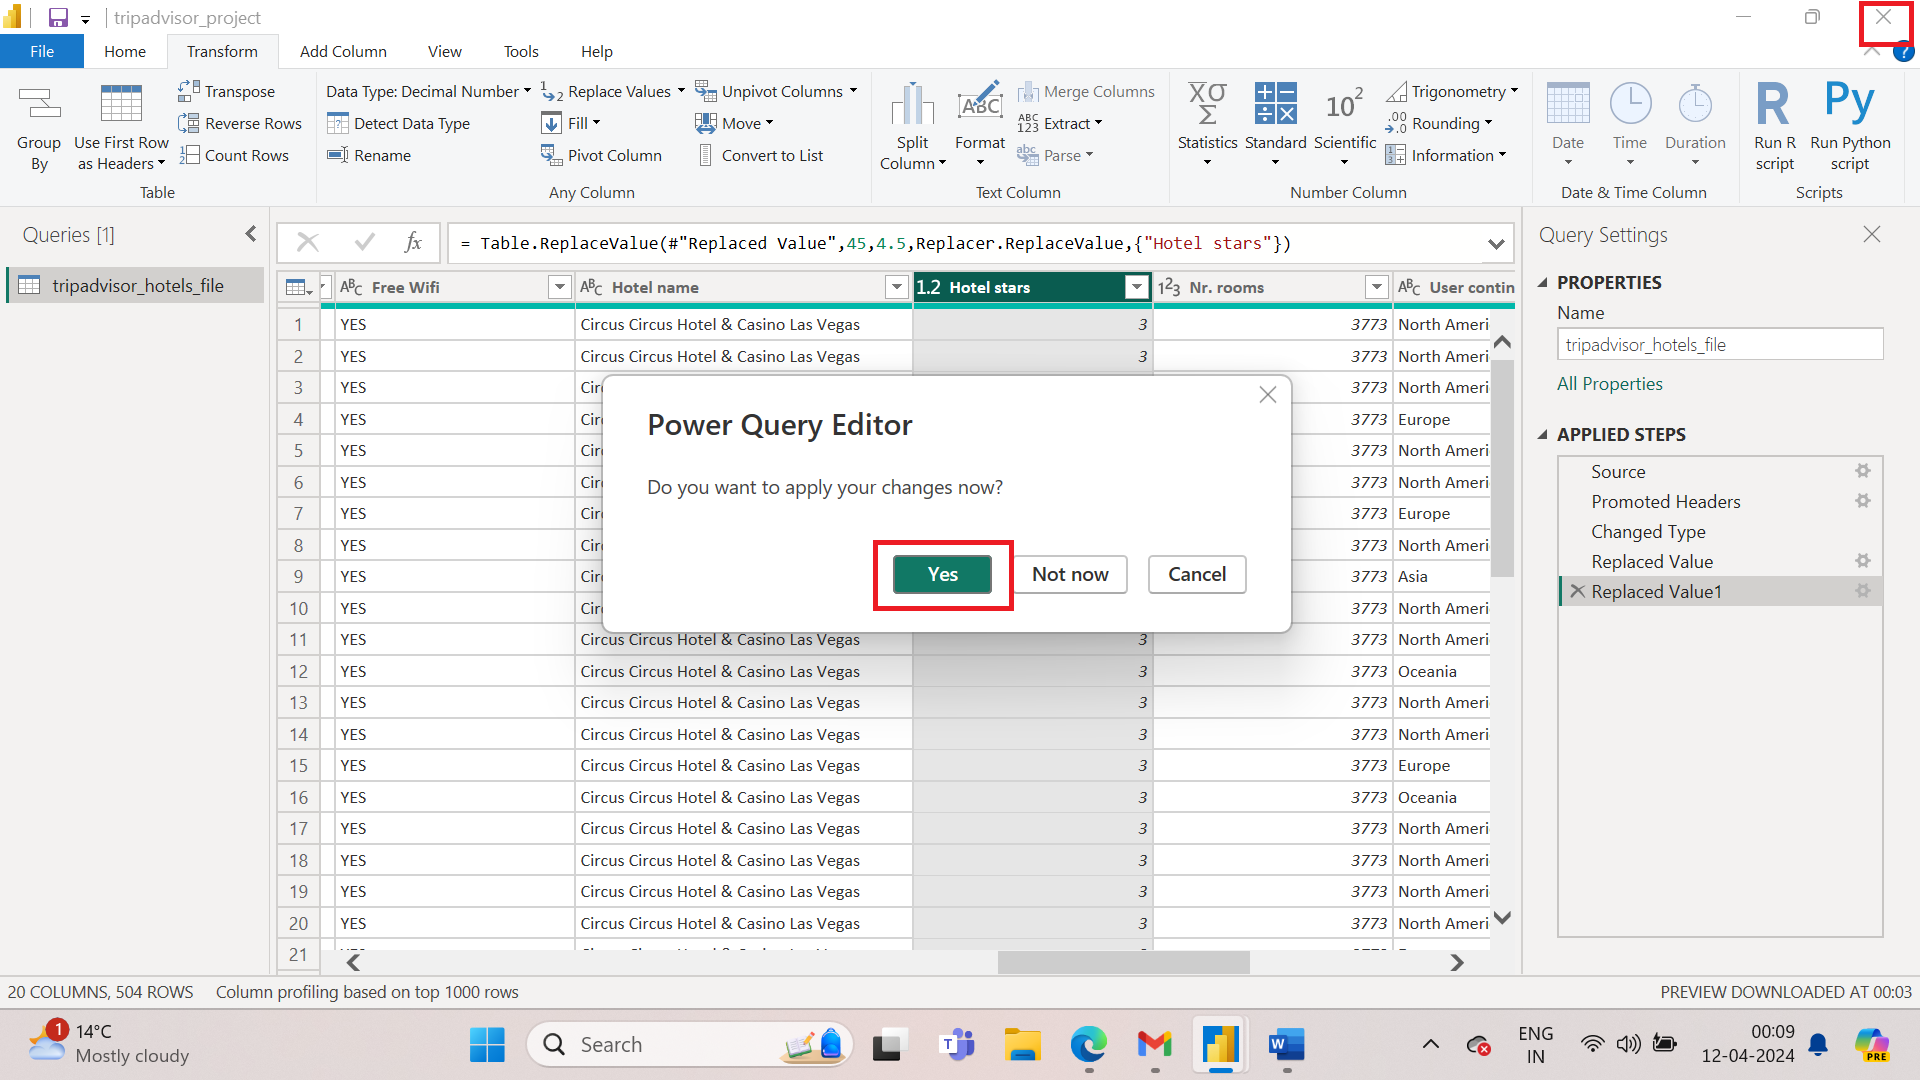 tripadvisor_project
File Home Transform Add Column View Tools Help
Group By
Use First Row as Headers
Transpose
Reverse Rows
Count Rows
Table
Data Type: Decimal Number
Detect Data Type
Rename
Replace Values
Fill
Pivot Column
Unpivot Columns
Move
Convert to List
Any Column
Split Column
Format
Merge Columns
Extract
Parse
Text Column
Statistics
Standard
Scientific
Trigonometry
Rounding
Information
Number Column
Date
Time
Duration
Date & Time Column
Run R script
Run Python script
Scripts
Queries [1]
tripadvisor_hotels_file
fx = Table.ReplaceValue(#"Replaced Value",45,4.5,Replacer.ReplaceValue,{"Hotel stars"})
ABC Free Wifi ABC Hotel name 1.2 Hotel stars 123 Nr. rooms ABC User contin
1 YES Circus Circus Hotel & Casino Las Vegas 3 3773 North Ameri
2 YES Circus Circus Hotel & Casino Las Vegas 3 3773 North Ameri
3 YES Cir 3773 North Ameri
4 YES Cir 3773 Europe
5 YES Cir 3773 North Ameri
6 YES Cir 3773 North Ameri
7 YES Cir 3773 Europe
8 YES Cir 3773 North Ameri
9 YES Cir 3773 Asia
10 YES Cir 3773 North Ameri
11 YES Circus Circus Hotel & Casino Las Vegas 3 3773 North Ameri
12 YES Circus Circus Hotel & Casino Las Vegas 3 3773 Oceania
13 YES Circus Circus Hotel & Casino Las Vegas 3 3773 North Ameri
14 YES Circus Circus Hotel & Casino Las Vegas 3 3773 North Ameri
15 YES Circus Circus Hotel & Casino Las Vegas 3 3773 Europe
16 YES Circus Circus Hotel & Casino Las Vegas 3 3773 Oceania
17 YES Circus Circus Hotel & Casino Las Vegas 3 3773 North Ameri
18 YES Circus Circus Hotel & Casino Las Vegas 3 3773 North Ameri
19 YES Circus Circus Hotel & Casino Las Vegas 3 3773 North Ameri
20 YES Circus Circus Hotel & Casino Las Vegas 3 3773 North Ameri
21
Power Query Editor
Do you want to apply your changes now?
Yes Not now Cancel
Query Settings
PROPERTIES
Name
tripadvisor_hotels_file
All Properties
APPLIED STEPS
Source
Promoted Headers
Changed Type
Replaced Value
Replaced Value1
20 COLUMNS, 504 ROWS Column profiling based on top 1000 rows PREVIEW DOWNLOADED AT 00:03
1 14°C
Mostly cloudy
Search
ENG
IN
00:09
12-04-2024
PRE